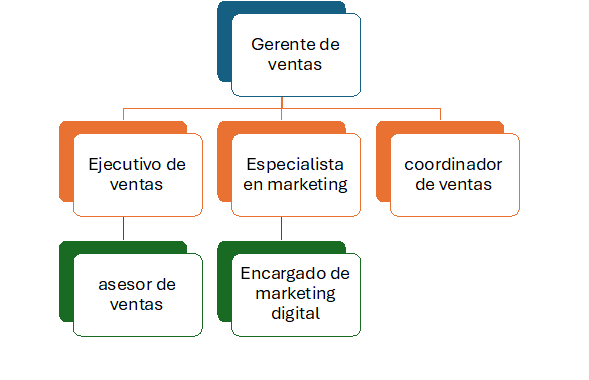 Gerente de
ventas
Ejecutivo de
ventas
Especialista
en marketing
coordinador
de ventas
asesor de
ventas
Encargado de
marketing
digital